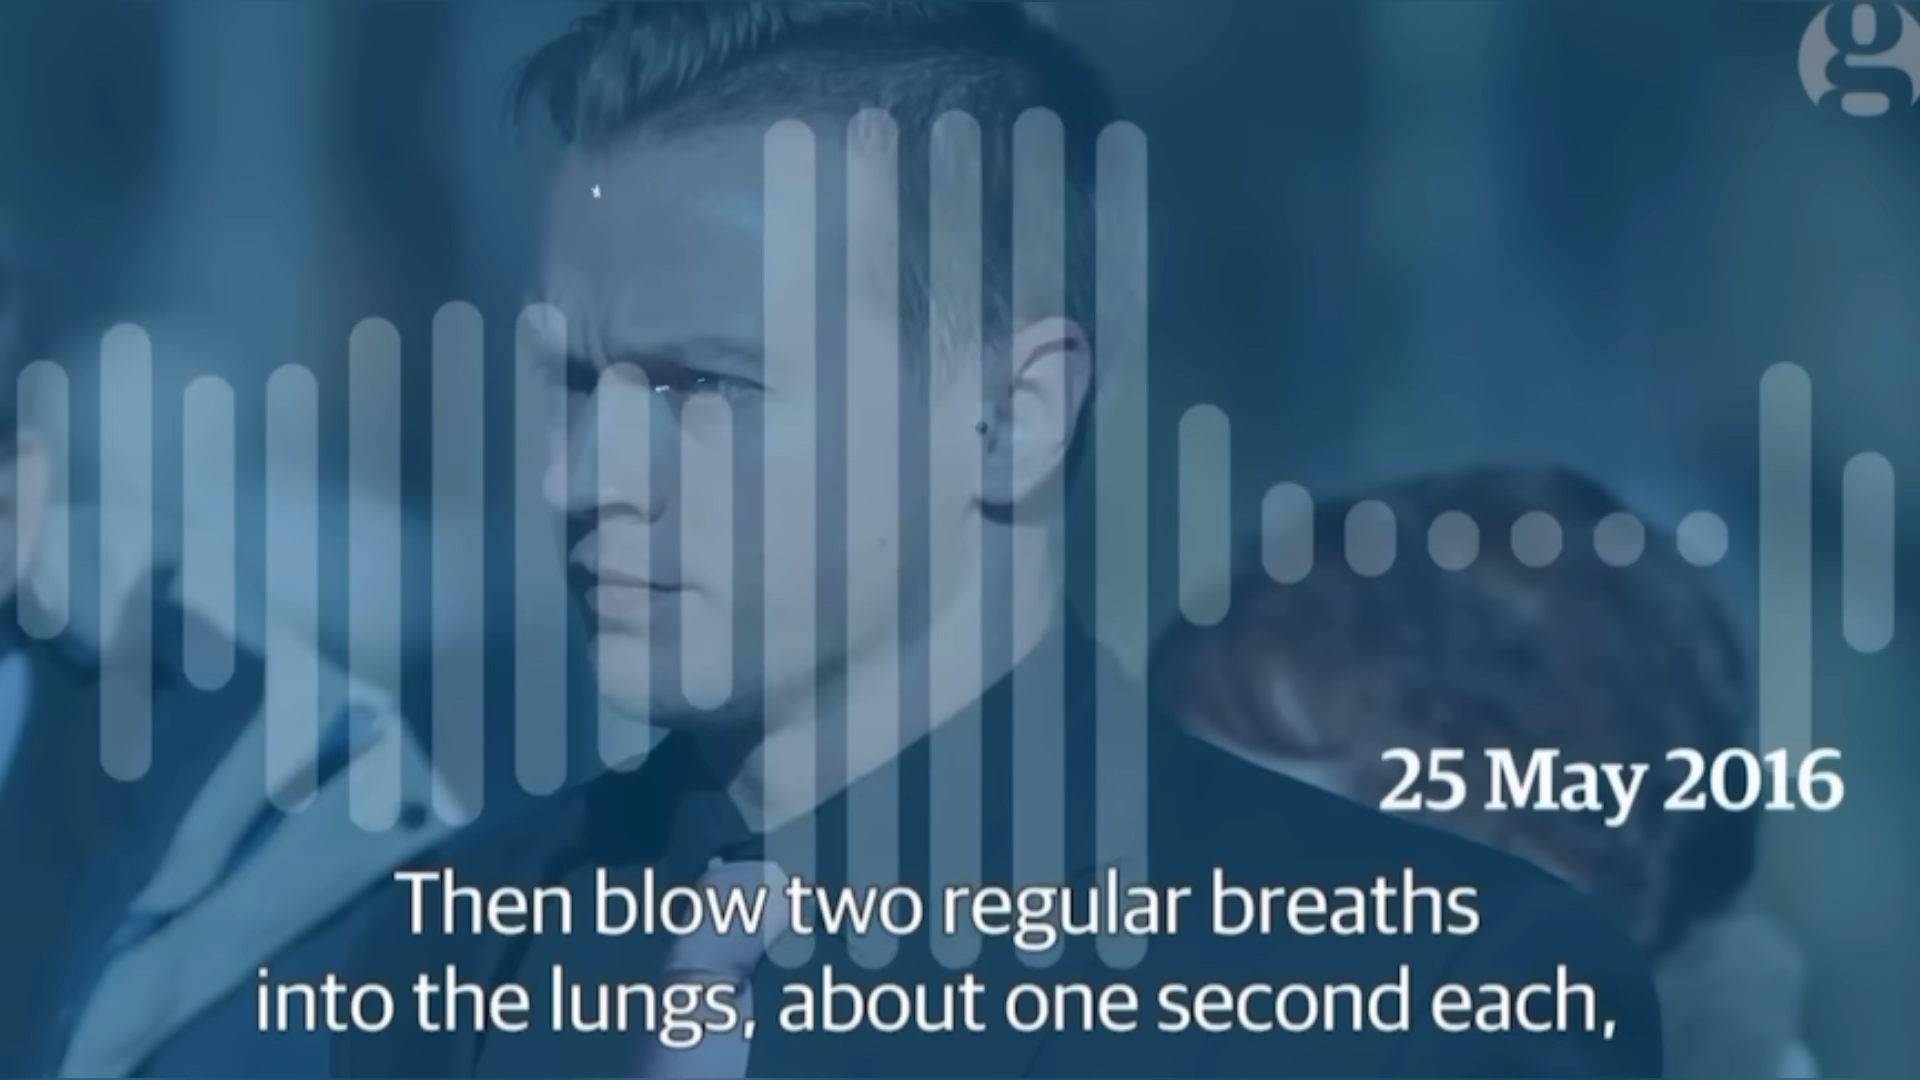 g
25 May 2016
Then blow two regular breaths
into the lungs, about one second each,